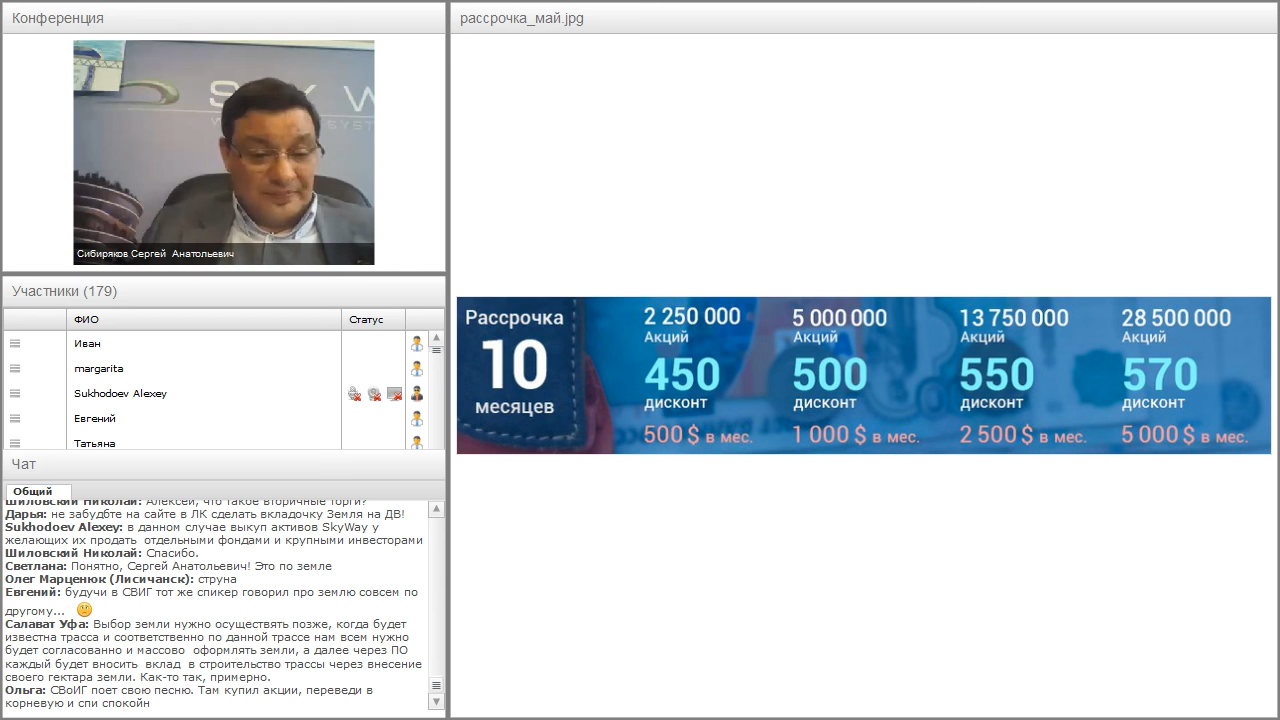 Конференция
S
W
SYST
Сибиряков Сергей Анатольевич
Участники (179)
ФИО
Статус
Иван
margarita
Sukhodoev Alexey
Евгений
Татьяна
Чат
Общий
Шиловский Николай: Алексей, что такое вторичные торги?
Дарья: не забудбте на сайте в ЛК сделать вкладочку Земля на ДВ!
Sukhodoev Alexey: в данном случае выкуп активов SkyWay у
желающих их продать отдельными фондами и крупными инвесторами
Шиловский Николай: Спасибо.
Светлана: Понятно, Сергей Анатольевич! Это по земле
Олег Марценюк (Лисичанск): струна
Евгений: будучи в СВИГ тот же спикер говорил про землю совсем по
другому...
Салават Уфа: Выбор земли нужно осуществять позже, когда будет
известна трасса и соответственно по данной трассе нам всем нужно
будет согласованно и массово оформлять земли, а далее через ПО
каждый будет вносить вклад в строительство трассы через внесение
своего гектара земли. Как-то так, примерно.
Ольга: СВоИГ поет свою песню. Там купил акции, переведи в
корневую и спи спокойн
рассрочка_май.jpg
Рассрочка
10
месяцев
2 250 000
Акций
450
дисконт
500 $ в мес.
5 000 000
Акций
500
дисконт
1 000 $ в мес.
13 750 000
Акций
550
дисконт
2 500 $ в мес.
28 500 000
Акций
570
дисконт
5 000 $ в мес.